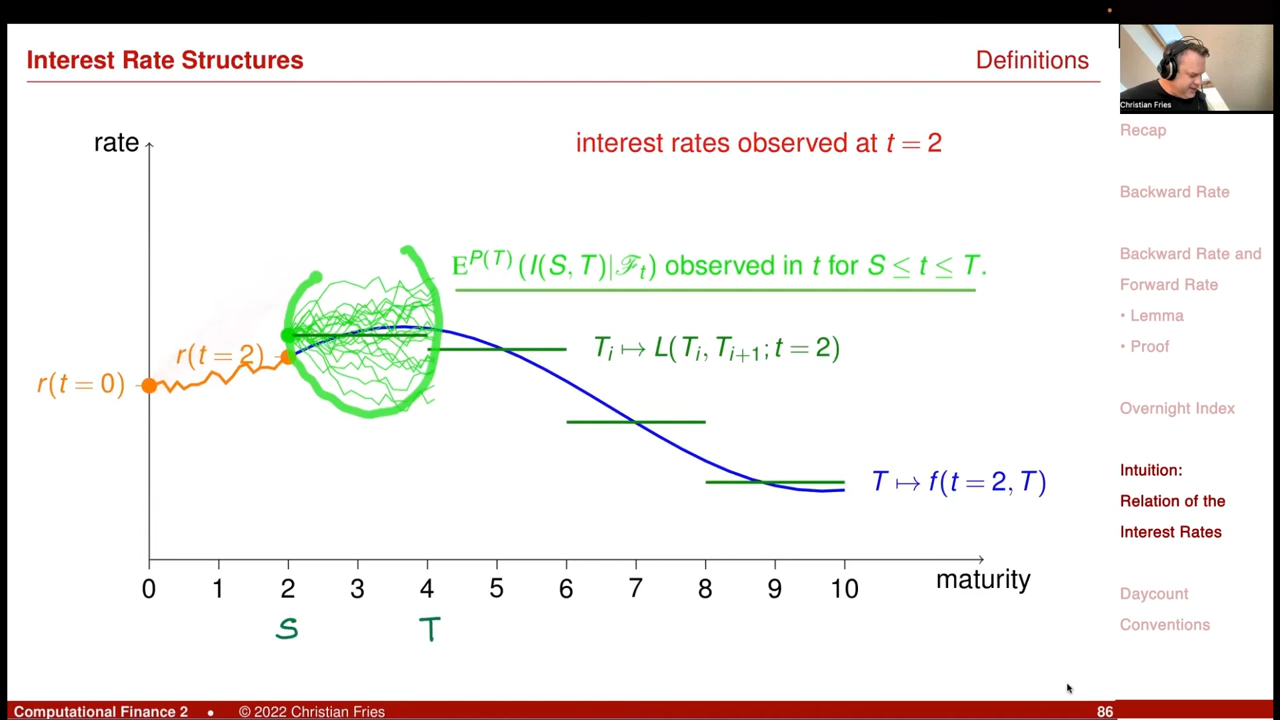 Interest Rate Structures
Definitions
Christian Fries
rate
interest rates observed at t = 2
E^{P(T)}(I(S,T)|ℱ_t) observed in t for S ≤ t ≤ T.
T_i ↦ L(T_i, T_{i+1}; t = 2)
r(t = 2)
r(t = 0)
T ↦ f(t = 2, T)
0 1 2 3 4 5 6 7 8 9 10
maturity
S T
Recap
Backward Rate
Backward Rate and
Forward Rate
• Lemma
• Proof
Overnight Index
Intuition:
Relation of the
Interest Rates
Daycount
Conventions
Computational Finance 2 • © 2022 Christian Fries
86